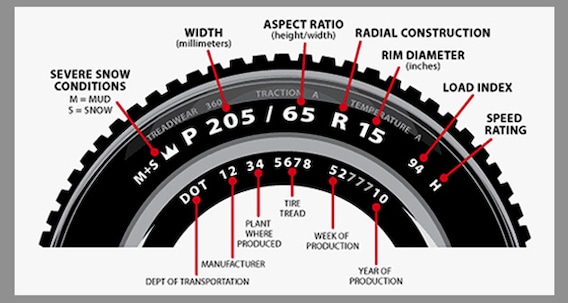 ASPECT RATIO
(height/width)
WIDTH
(millimeters)
RADIAL CONSTRUCTION
RIM DIAMETER
(inches)
SEVERE SNOW
CONDITIONS
M = MUD
S = SNOW
LOAD INDEX
SPEED
RATING
TREADWEAR 360 TRACTION A TEMPERATURE A
M+S P 205 / 65 R 15 94 H
DOT 12 34 5678 5277710
TIRE
TREAD
PLANT
WHERE
PRODUCED
WEEK OF
PRODUCTION
MANUFACTURER
YEAR OF
PRODUCTION
DEPT OF TRANSPORTATION